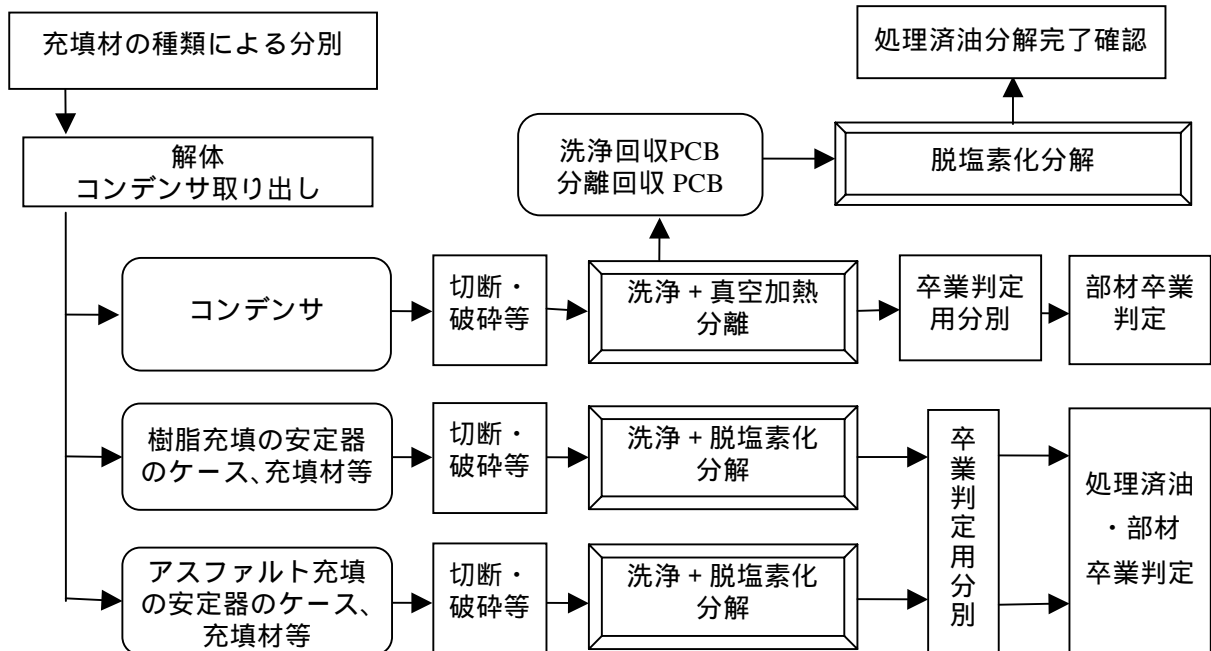 充填材の種類による分別
処理済油分解完了確認
解体
コンデンサ取り出し
洗浄回収PCB
分離回収 PCB
脱塩素化分解
コンデンサ
切断・
破砕等
洗浄 + 真空加熱
分離
卒業判定
用分別
部材卒業
判定
樹脂充填の安定器
のケース、充填材等
切断・
破砕等
洗浄 + 脱塩素化
分解
卒業判定用分別
処理済油
・部材
卒業判定
アスファルト充填
の安定器のケース、
充填材等
切断・
破砕等
洗浄 + 脱塩素化
分解